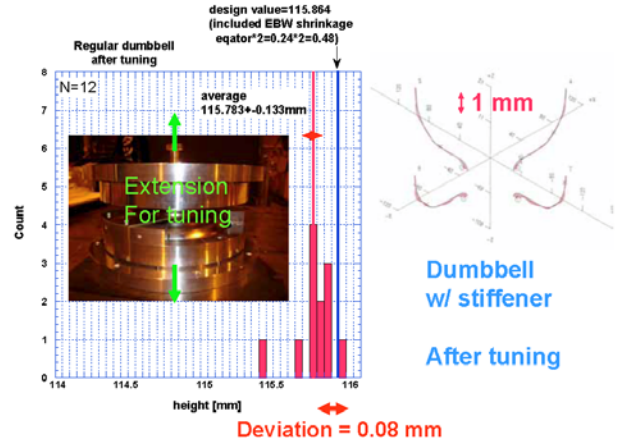 design value=115.864
(included EBW shrinkage
eqator*2=0.24*2=0.48)
Regular dumbbell
after tuning
N=12
average
115.783+-0.133mm
1 mm
Extension
For tuning
Count
8
7
6
5
4
3
2
1
0
114
114.5
115
115.5
116
height [mm]
Dumbbell
w/ stiffener
After tuning
Deviation = 0.08 mm